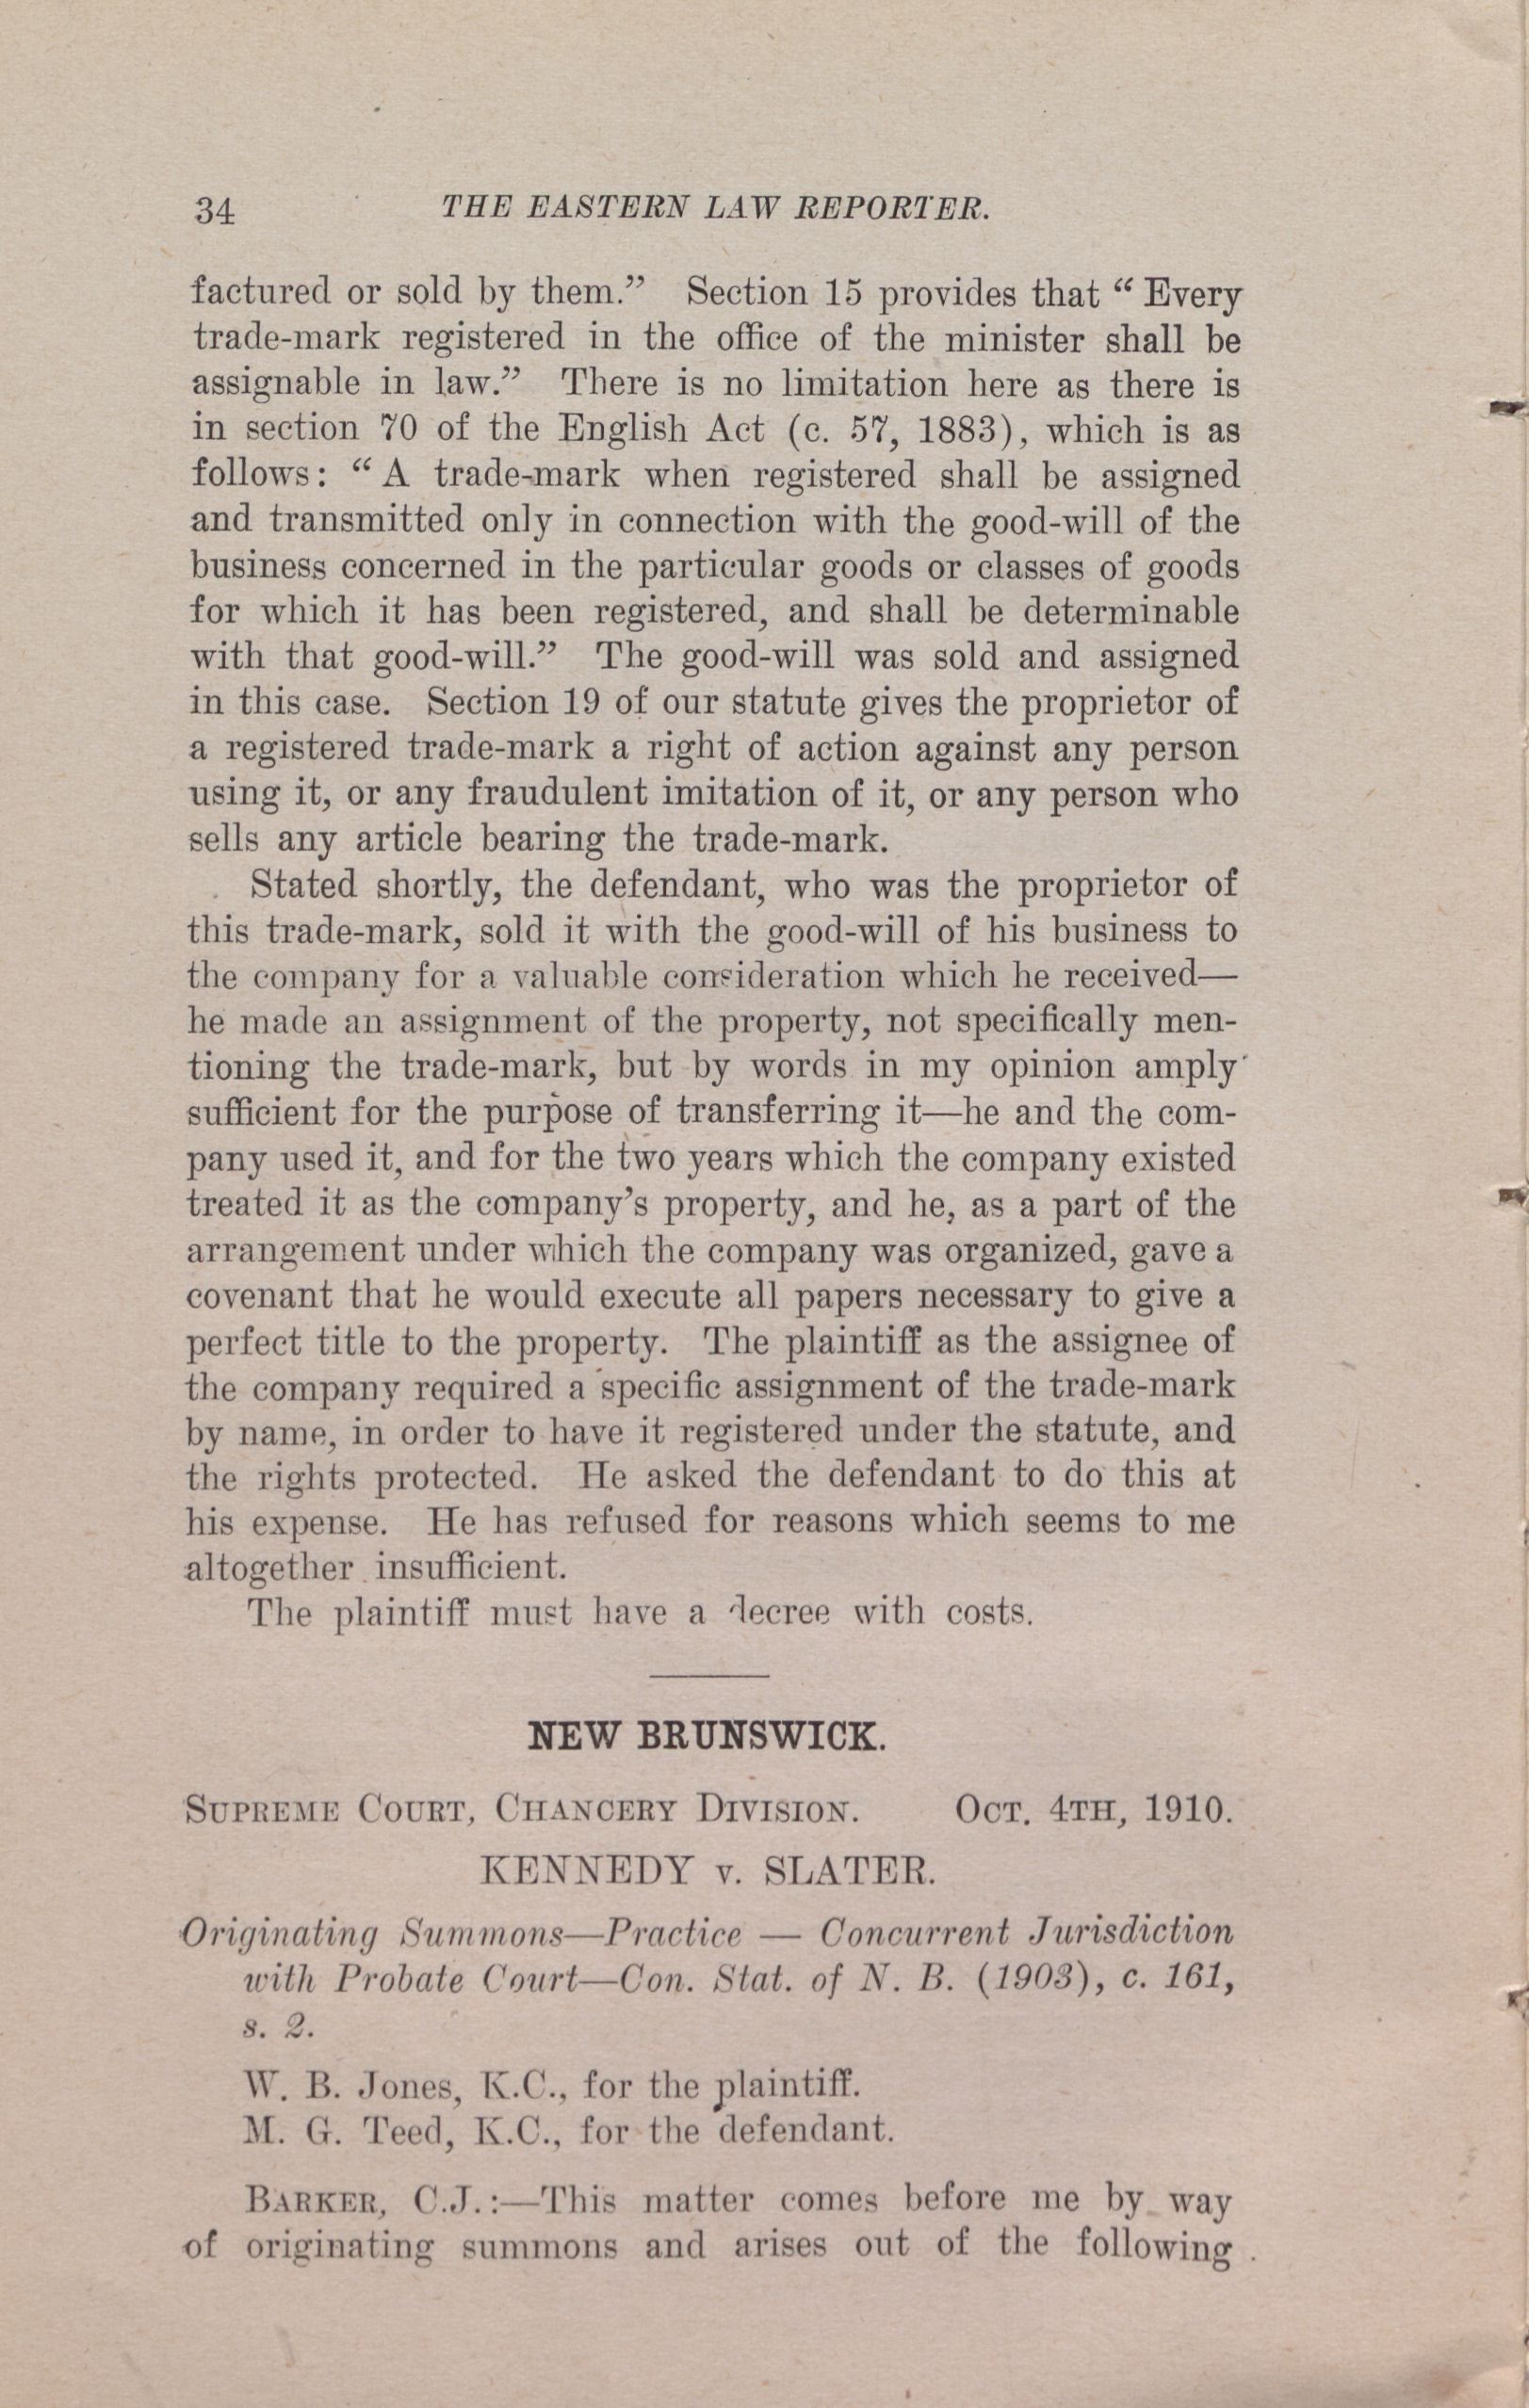 34 THE EASTERN LAW REPORTER.
factured or sold by them.” Section 15 provides that “ Every
trade-mark registered in the office of the minister shall be
assignable in law.” There is no limitation here as there is
in section 70 of the English Act (c. 57, 1883), which is as
follows: “ A trade-mark when registered shall be assigned
and transmitted only in connection with the good-will of the
business concerned in the particular goods or classes of goods
for which it has been registered, and shall be determinable
with that good-will.” The good-will was sold and assigned
in this case. Section 19 of our statute gives the proprietor of
a registered trade-mark a right of action against any person
using it, or any fraudulent imitation of it, or any person who
sells any article bearing the trade-mark.
Stated shortly, the defendant, who was the proprietor of
this trade-mark, sold it with the good-will of his business to
the company for a valuable consideration which he received—
he made an assignment of the property, not specifically men-
tioning the trade-mark, but by words in my opinion amply
sufficient for the purpose of transferring it—he and the com-
pany used it, and for the two years which the company existed
treated it as the company’s property, and he, as a part of the
arrangement under which the company was organized, gave a
covenant that he would execute all papers necessary to give a
perfect title to the property. The plaintiff as the assignee of
the company required a specific assignment of the trade-mark
by name, in order to have it registered under the statute, and
the rights protected. He asked the defendant to do this at
his expense. He has refused for reasons which seems to me
altogether insufficient.
The plaintiff must have a decree with costs.
NEW BRUNSWICK.
SUPREME COURT, CHANCERY DIVISION. OCT. 4TH, 1910.
KENNEDY v. SLATER.
Originating Summons—Practice — Concurrent Jurisdiction
with Probate Court—Con. Stat. of N. B. (1903), c. 161,
s. 2.
W. B. Jones, K.C., for the plaintiff.
M. G. Teed, K.C., for the defendant.
BARKER, C.J.:—This matter comes before me by way
of originating summons and arises out of the following